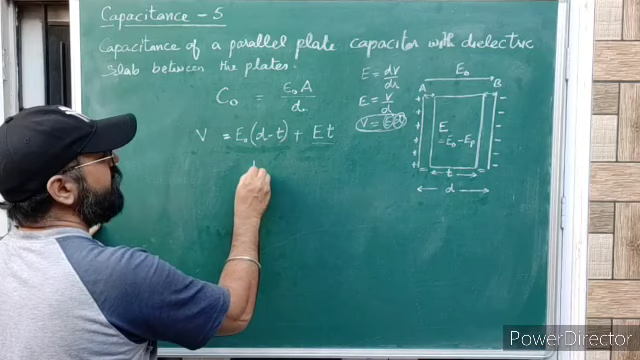 Capacitance - 5
Capacitance of a parallel plate capacitor with dielectric
slab between the plates:
C₀ = ε₀A/d
V = E₀(d-t) + Et
E = dV/dr
E = V/d
V = Ed
E₀
A B
E
= E₀ - Eₚ
t
d
PowerDirector